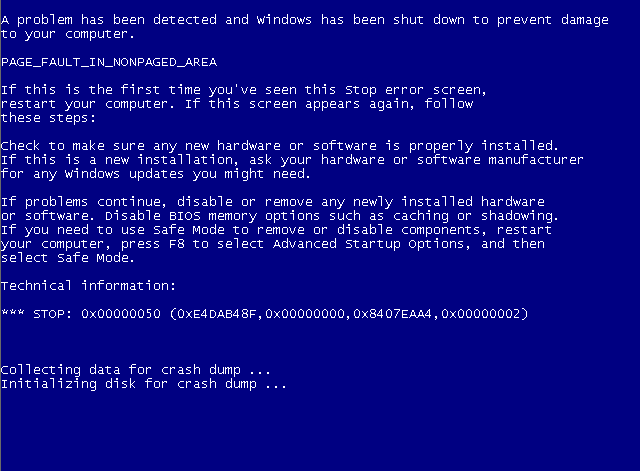 A problem has been detected and Windows has been shut down to prevent damage
to your computer.
PAGE_FAULT_IN_NONPAGED_AREA
If this is the first time you've seen this Stop error screen,
restart your computer. If this screen appears again, follow
these steps:
Check to make sure any new hardware or software is properly installed.
If this is a new installation, ask your hardware or software manufacturer
for any Windows updates you might need.
If problems continue, disable or remove any newly installed hardware
or software. Disable BIOS memory options such as caching or shadowing.
If you need to use Safe Mode to remove or disable components, restart
your computer, press F8 to select Advanced Startup Options, and then
select Safe Mode.
Technical information:
*** STOP: 0x00000050 (0xE4DAB48F,0x00000000,0x8407EAA4,0x00000002)
Collecting data for crash dump ...
Initializing disk for crash dump ...